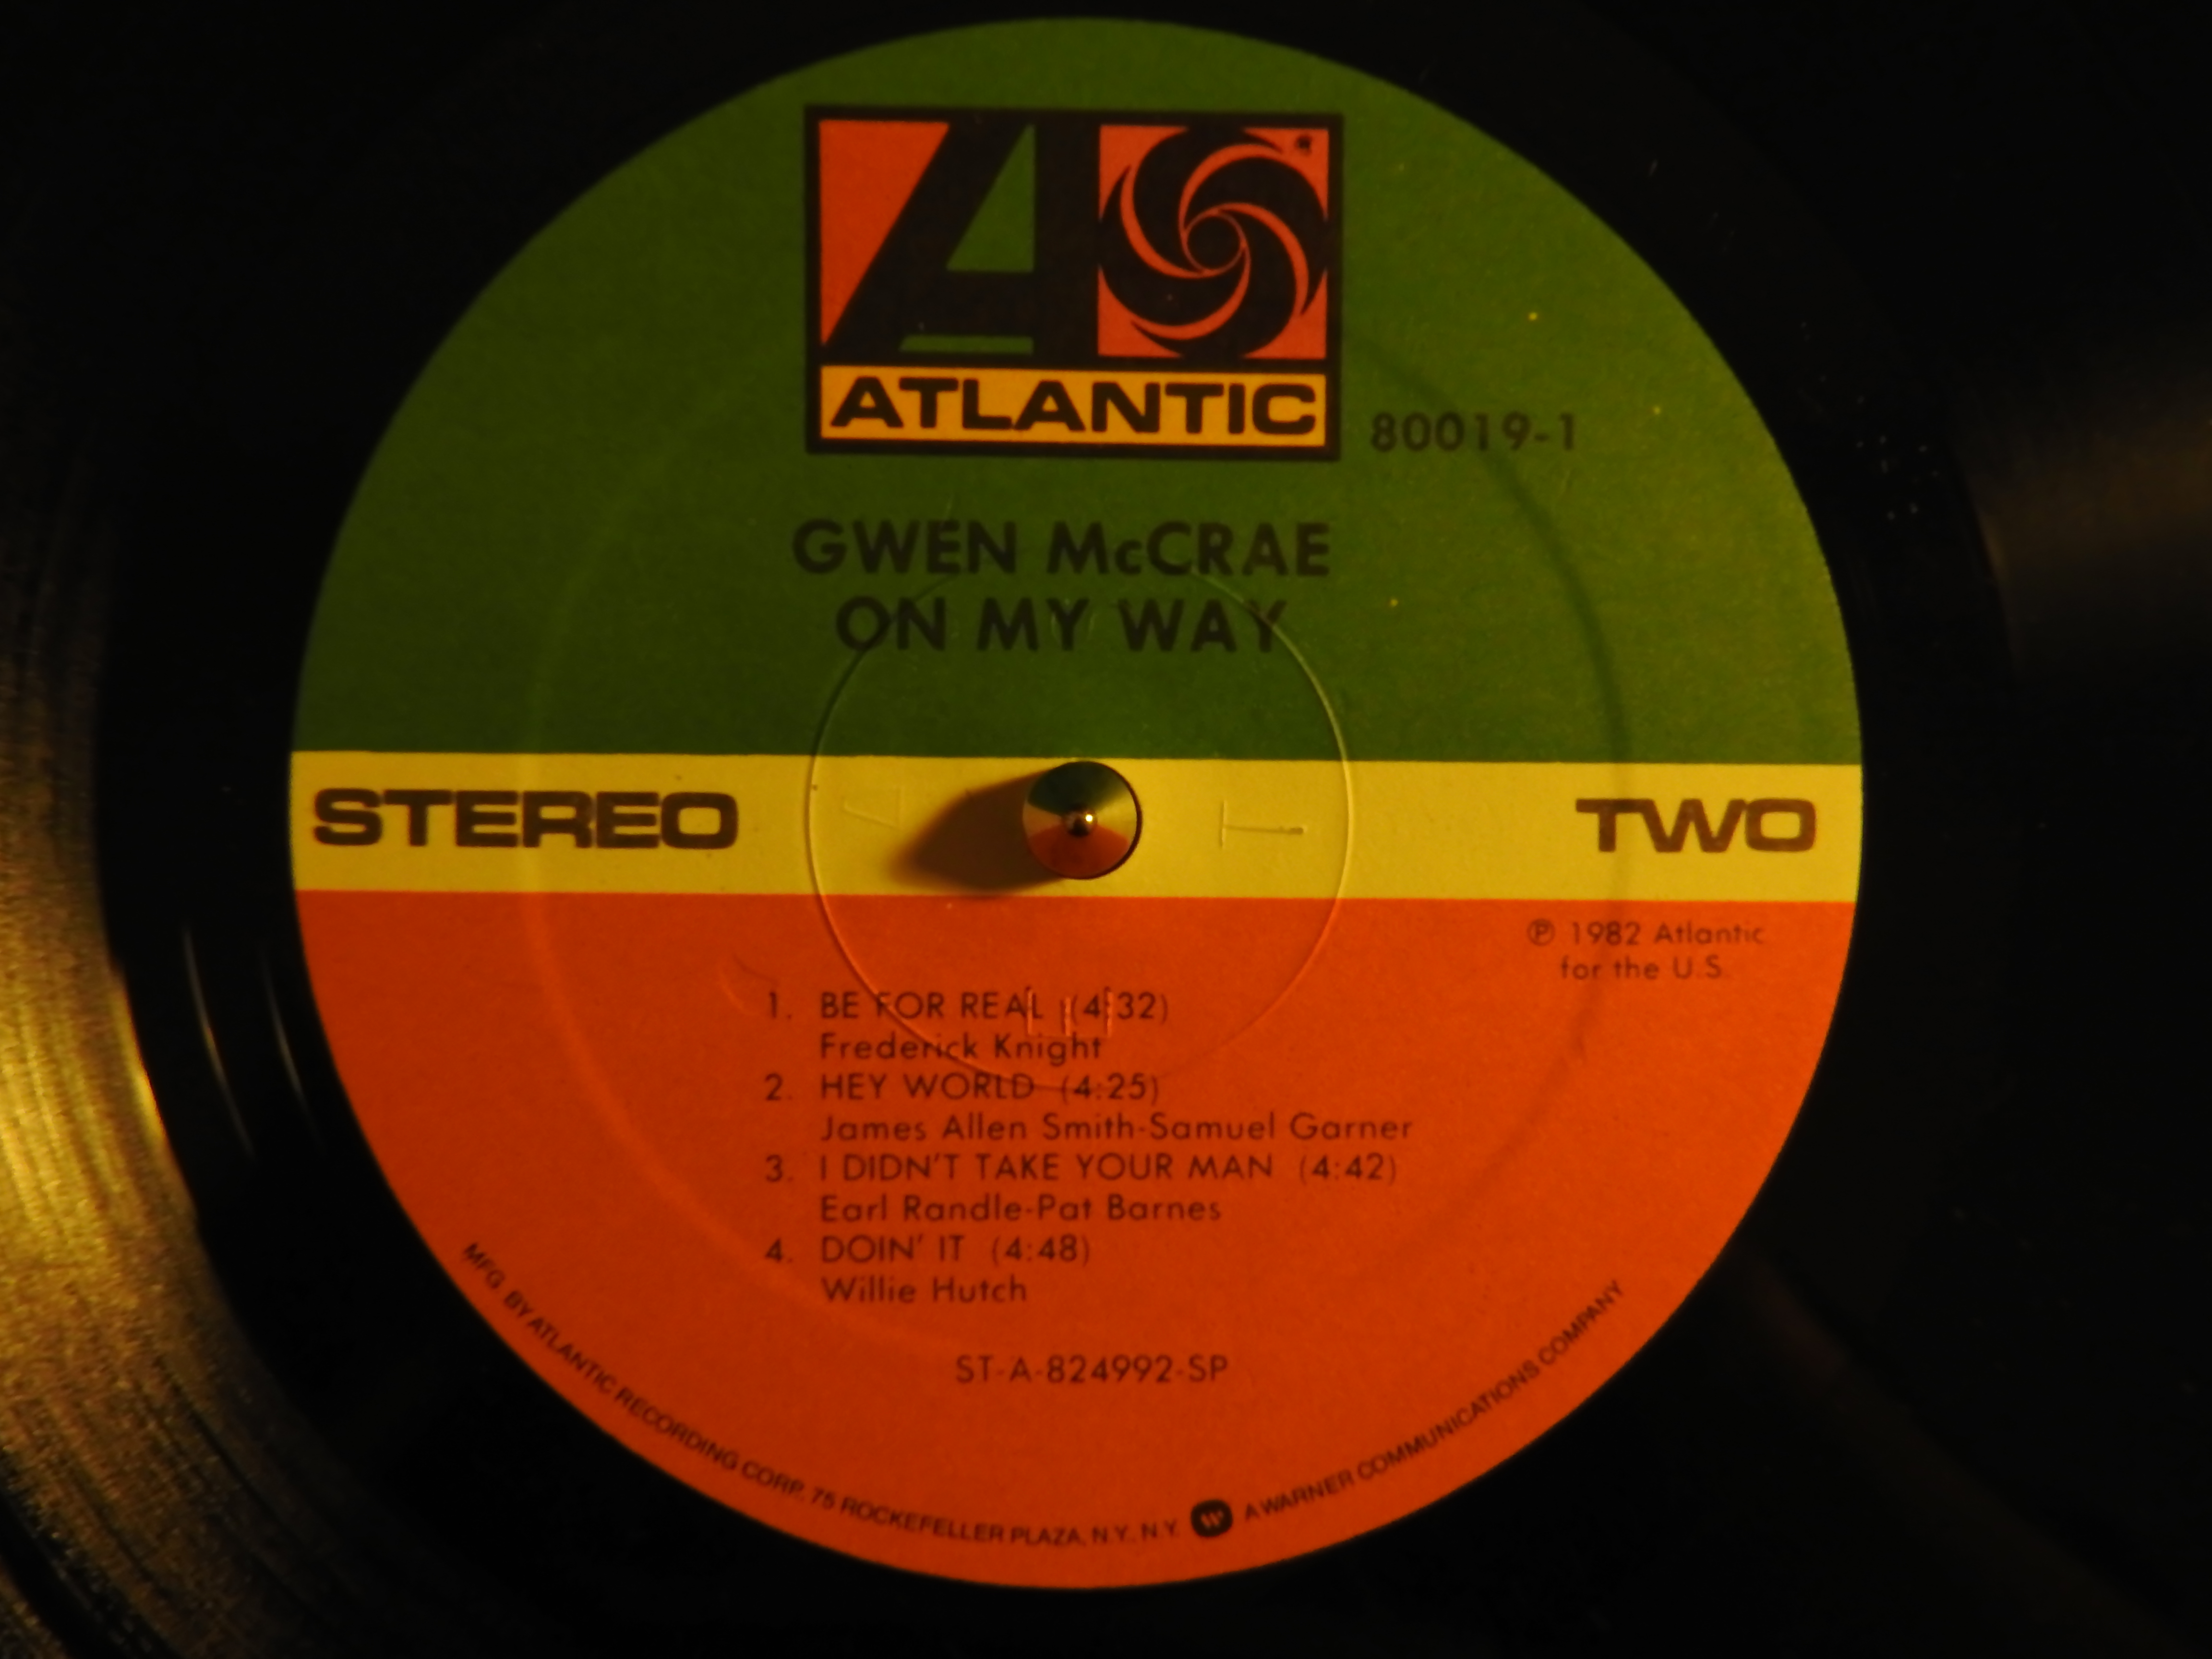 ATLANTIC
80019-1
GWEN McCRAE
ON MY WAY
STEREO
TWO
℗ 1982 Atlantic
for the U.S.
1. BE FOR REAL (4:32)
Frederick Knight
2. HEY WORLD (4:25)
James Allen Smith-Samuel Garner
3. I DIDN'T TAKE YOUR MAN (4:42)
Earl Randle-Pat Barnes
4. DOIN' IT (4:48)
Willie Hutch
ST-A-824992-SP
MFG. BY ATLANTIC RECORDING CORP., 75 ROCKEFELLER PLAZA, N.Y., N.Y. W A WARNER COMMUNICATIONS COMPANY